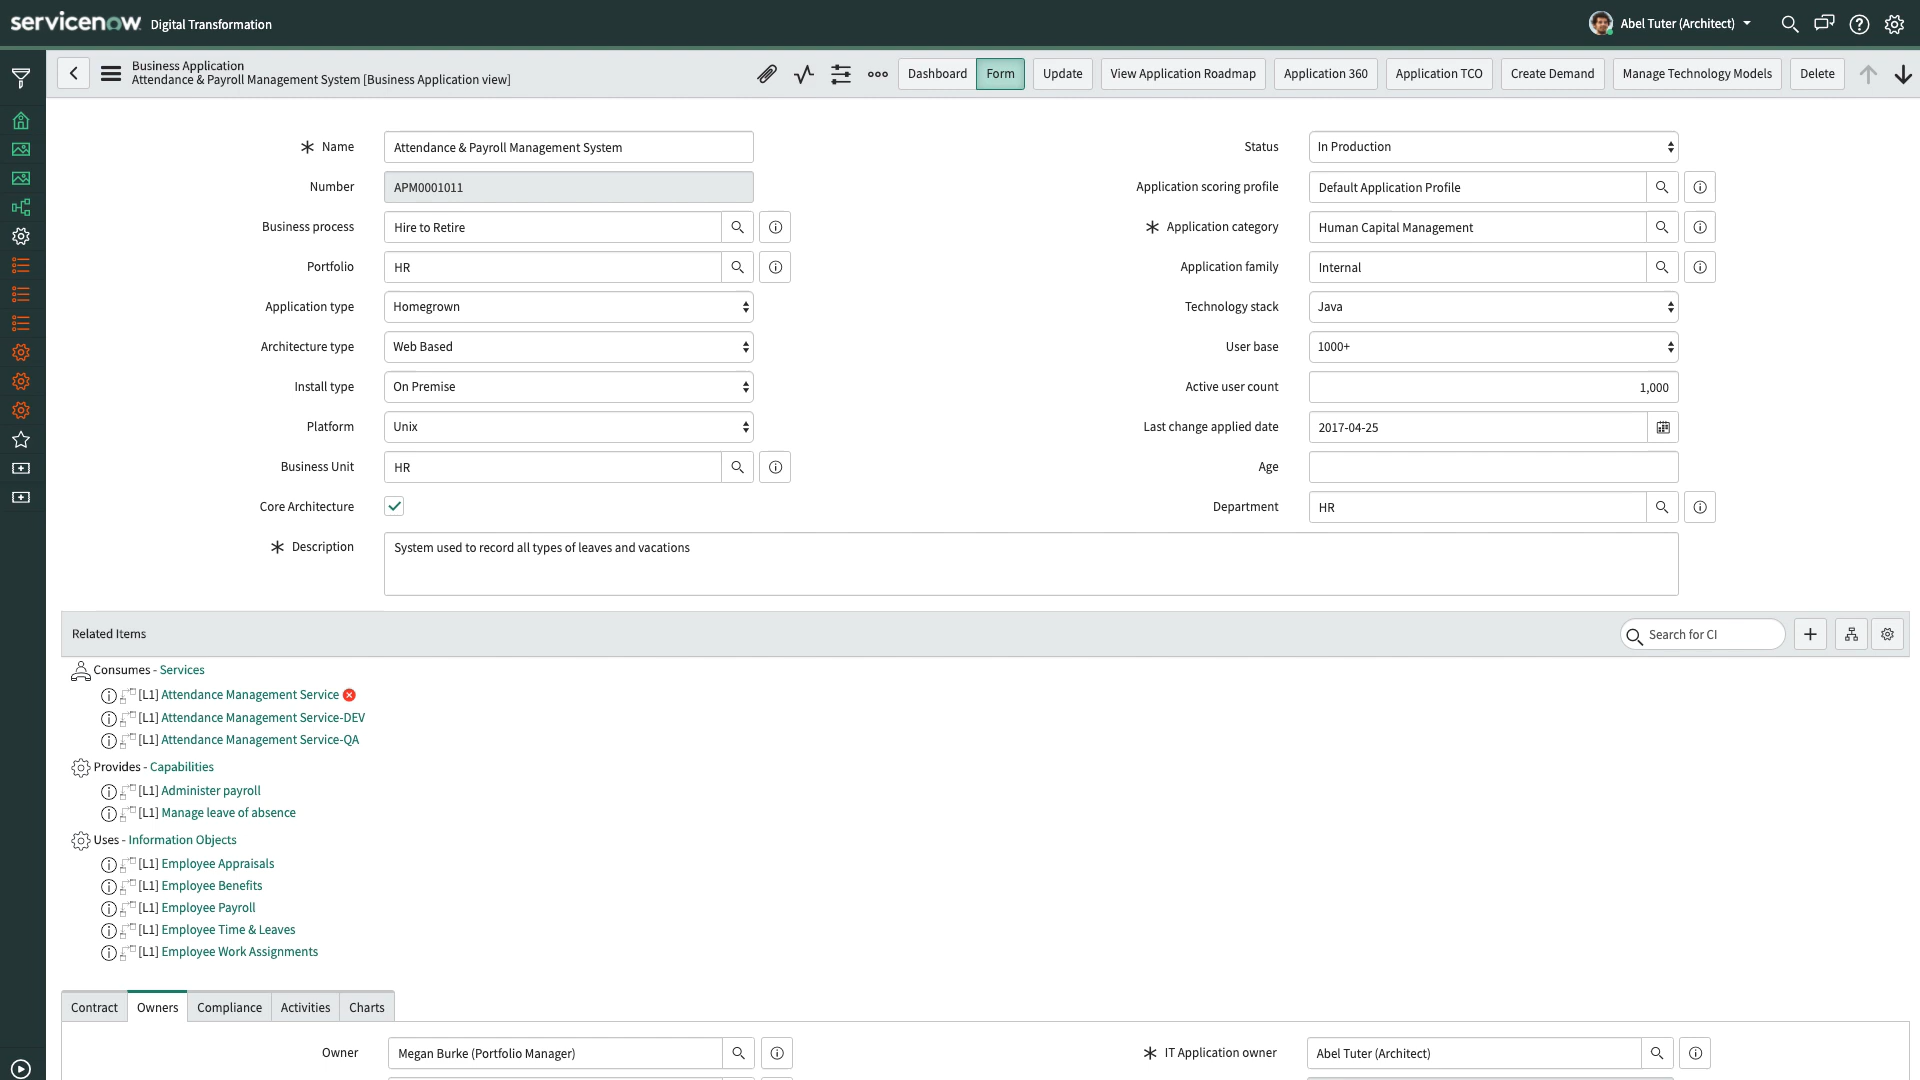 servicenow Digital Transformation
Abel Tuter (Architect)
Business Application
Attendance & Payroll Management System [Business Application view]
Dashboard Form Update View Application Roadmap Application 360 Application TCO Create Demand Manage Technology Models Delete
Name Attendance & Payroll Management System
Status In Production
Number APM0001011
Application scoring profile Default Application Profile
Business process Hire to Retire
Application category Human Capital Management
Portfolio HR
Application family Internal
Application type Homegrown
Technology stack Java
Architecture type Web Based
User base 1000+
Install type On Premise
Active user count 1,000
Platform Unix
Last change applied date 2017-04-25
Business Unit HR
Age
Core Architecture
Department HR
Description System used to record all types of leaves and vacations
Related Items
Search for CI
Consumes - Services
[L1] Attendance Management Service
[L1] Attendance Management Service-DEV
[L1] Attendance Management Service-QA
Provides - Capabilities
[L1] Administer payroll
[L1] Manage leave of absence
Uses - Information Objects
[L1] Employee Appraisals
[L1] Employee Benefits
[L1] Employee Payroll
[L1] Employee Time & Leaves
[L1] Employee Work Assignments
Contract Owners Compliance Activities Charts
Owner Megan Burke (Portfolio Manager)
IT Application owner Abel Tuter (Architect)